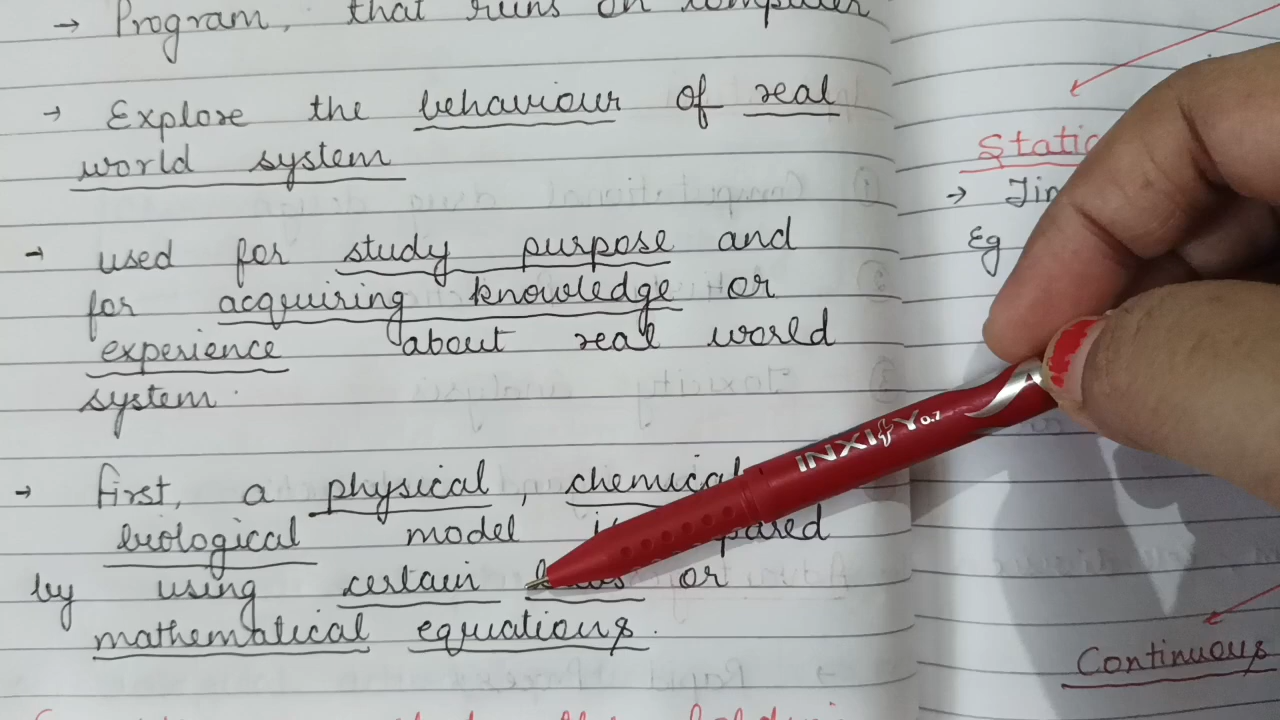 → Program, that runs on computer
→ Explore the behaviour of real
world system
→ used for study purpose and
for acquiring knowledge or
experience about real world
system.
→ first, a physical, chemical
biological model
by using certain or
mathematical equations.
Static
→
Eg
Continuous
INXITY 0.7